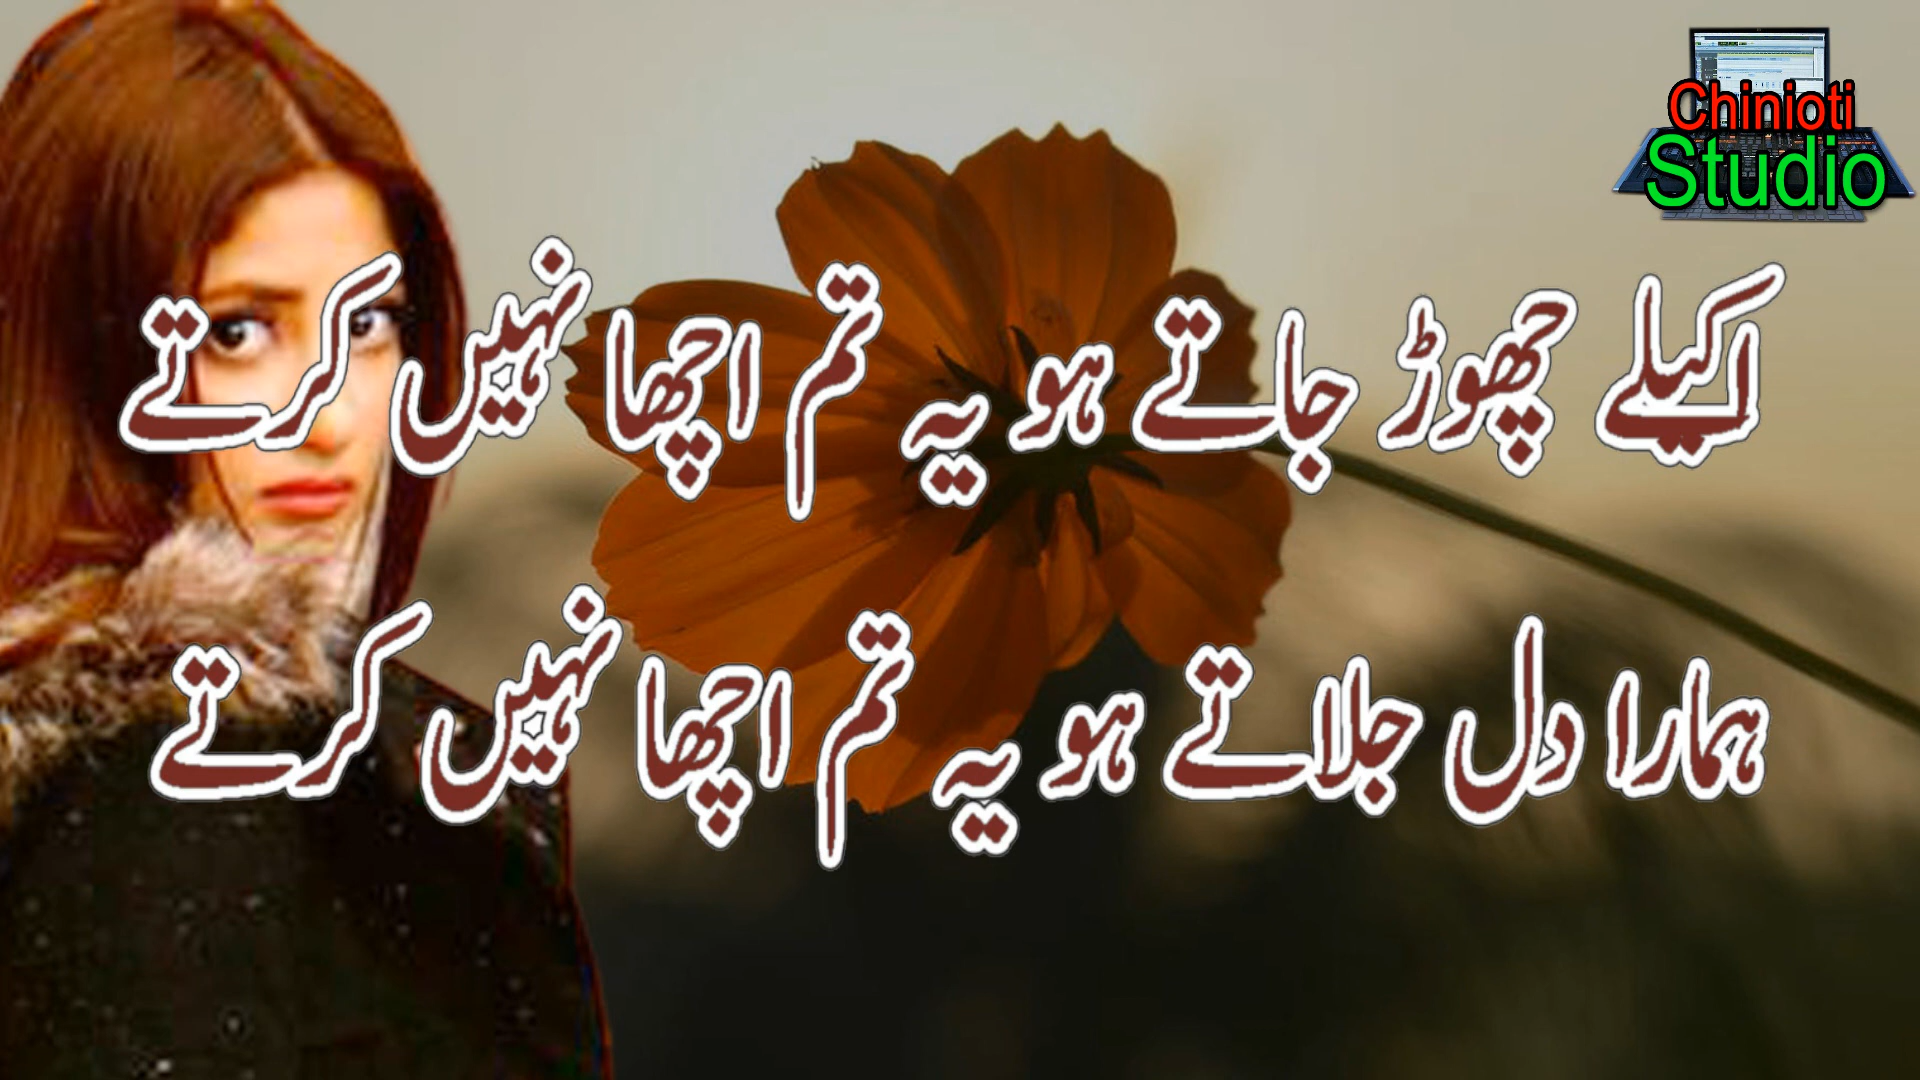 Chinioti
Studio
اکیلے چھوڑ جاتے ہو یہ تم اچھا نہیں کرتے
ہمارا دل جلاتے ہو یہ تم اچھا نہیں کرتے